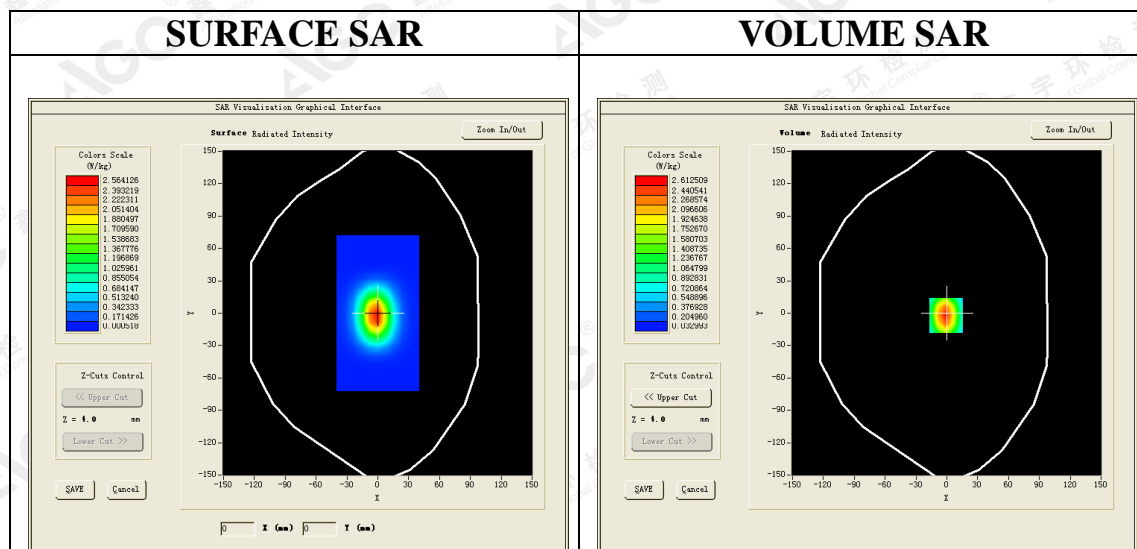 SURFACE SAR
VOLUME SAR
SAR Visualisation Graphical Interface
Surface Radiated Intensity
Zoom In/Out
Colors Scale
(W/kg)
2.564126
2.393219
2.222311
2.051404
1.880497
1.709590
1.538683
1.367776
1.196869
1.025961
0.855054
0.684147
0.513240
0.342333
0.171426
0.000518
Z-Cuts Control
<< Upper Cut
Z = 4.0 mm
Lower Cut >>
SAVE Cancel
150
120
90
60
30
0
-30
-60
-90
-120
-150
Y
-150 -120 -90 -60 -30 0 30 60 90 120 150
X
0 X (mm) 0 Y (mm)
SAR Visualisation Graphical Interface
Volume Radiated Intensity
Zoom In/Out
Colors Scale
(W/kg)
2.612509
2.440541
2.268574
2.096606
1.924638
1.752670
1.580703
1.408735
1.236767
1.064799
0.892831
0.720864
0.548896
0.376928
0.204960
0.032993
Z-Cuts Control
<< Upper Cut
Z = 4.0 mm
Lower Cut >>
SAVE Cancel
150
120
90
60
30
0
-30
-60
-90
-120
-150
Y
-150 -120 -90 -60 -30 0 30 60 90 120 150
X